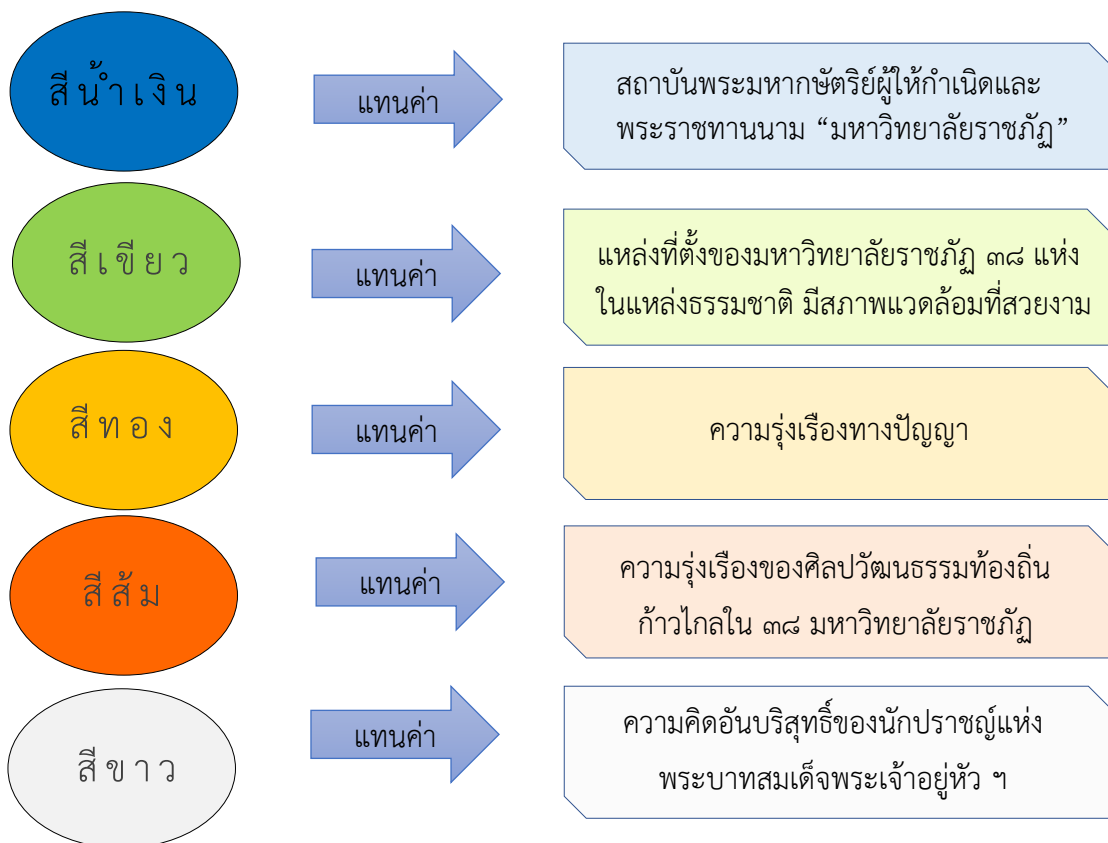 สีน้ำเงิน
แทนค่า
สถาบันพระมหากษัตริย์ผู้ให้กำเนิดและ
พระราชทานนาม “มหาวิทยาลัยราชภัฏ”
สีเขียว
แทนค่า
แหล่งที่ตั้งของมหาวิทยาลัยราชภัฏ ๓๘ แห่ง
ในแหล่งธรรมชาติ มีสภาพแวดล้อมที่สวยงาม
สีทอง
แทนค่า
ความรุ่งเรืองทางปัญญา
สีส้ม
แทนค่า
ความรุ่งเรืองของศิลปวัฒนธรรมท้องถิ่น
ก้าวไกลใน ๓๘ มหาวิทยาลัยราชภัฏ
สีขาว
แทนค่า
ความคิดอันบริสุทธิ์ของนักปราชญ์แห่ง
พระบาทสมเด็จพระเจ้าอยู่หัว ฯ